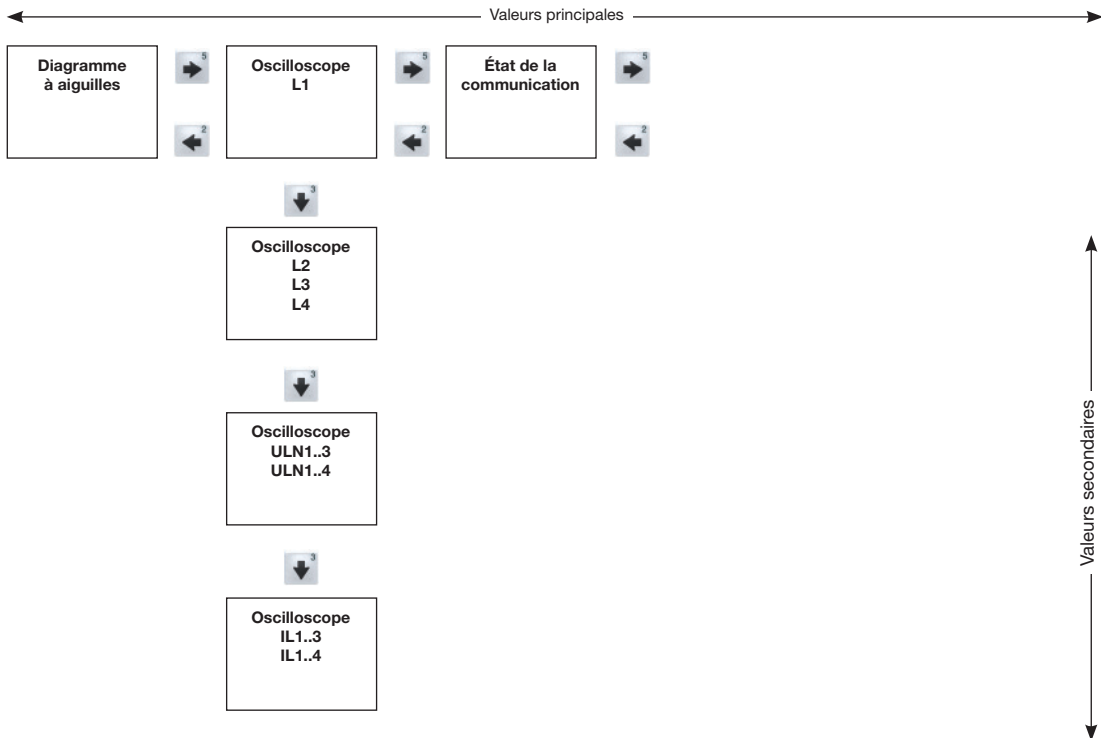 Valeurs principales
Diagramme
à aiguilles
5
2
Oscilloscope
L1
5
2
État de la
communication
5
2
3
Oscilloscope
L2
L3
L4
3
Oscilloscope
ULN1..3
ULN1..4
3
Oscilloscope
IL1..3
IL1..4
Valeurs secondaires